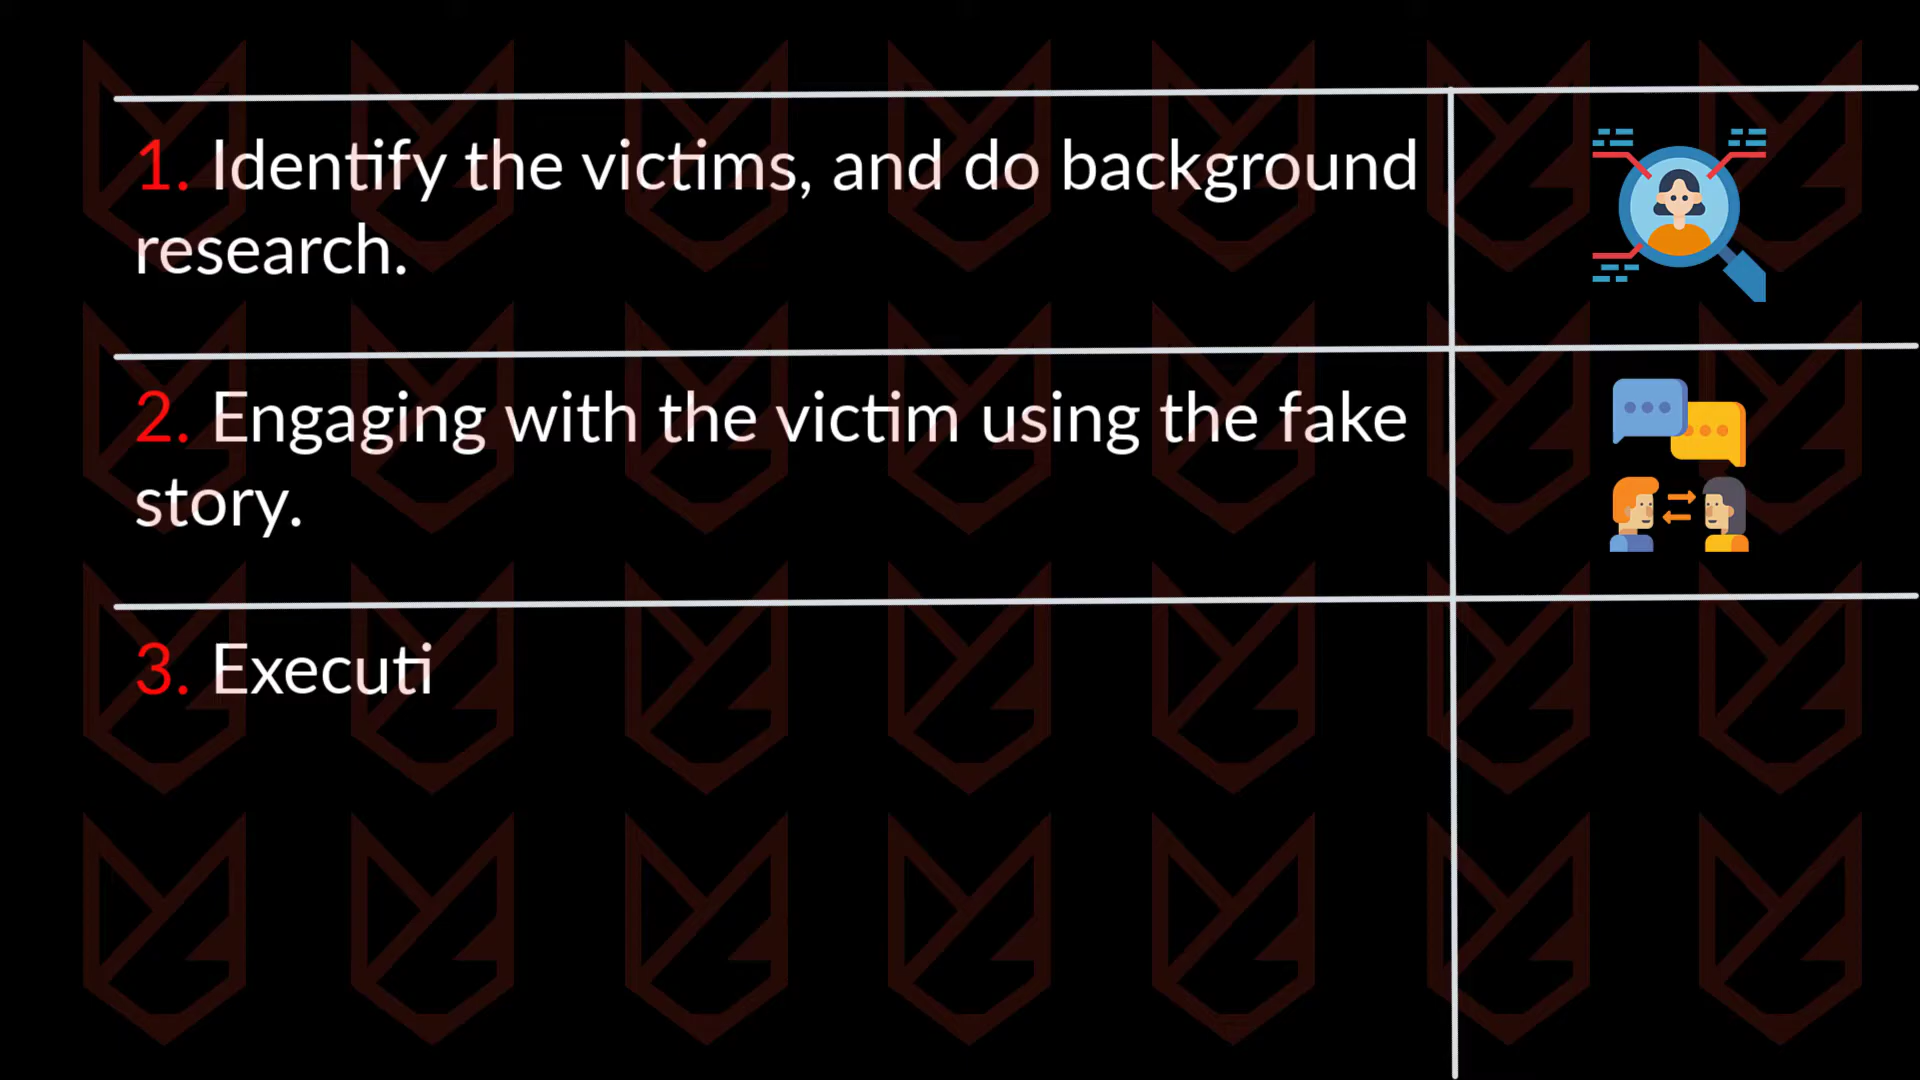 1. Identify the victims, and do background
research.
2. Engaging with the victim using the fake
story.
3. Executi